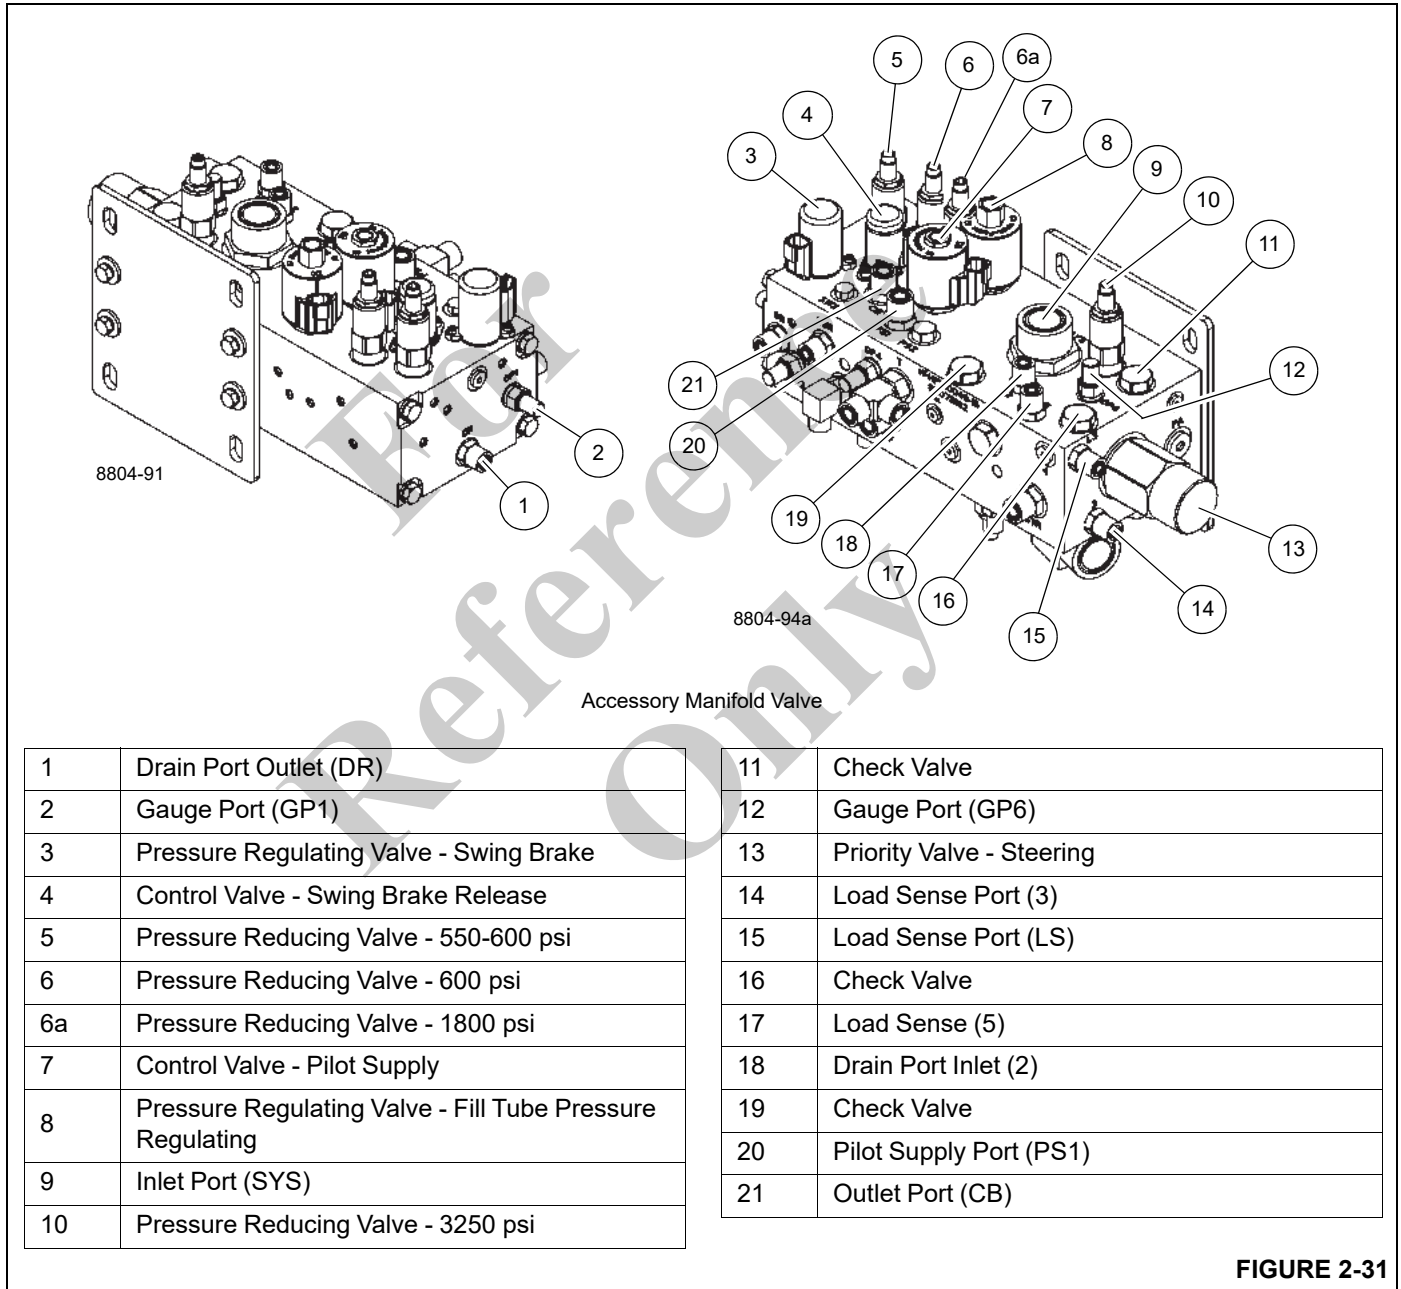 5
6
6a
4
7
3
8
9
10
11
21
12
20
2
8804-91
1
19
18
13
17
16
14
8804-94a
15
For
Reference
Only
Accessory Manifold Valve
1 Drain Port Outlet (DR)
2 Gauge Port (GP1)
3 Pressure Regulating Valve - Swing Brake
4 Control Valve - Swing Brake Release
5 Pressure Reducing Valve - 550-600 psi
6 Pressure Reducing Valve - 600 psi
6a Pressure Reducing Valve - 1800 psi
7 Control Valve - Pilot Supply
8 Pressure Regulating Valve - Fill Tube Pressure
Regulating
9 Inlet Port (SYS)
10 Pressure Reducing Valve - 3250 psi
11 Check Valve
12 Gauge Port (GP6)
13 Priority Valve - Steering
14 Load Sense Port (3)
15 Load Sense Port (LS)
16 Check Valve
17 Load Sense (5)
18 Drain Port Inlet (2)
19 Check Valve
20 Pilot Supply Port (PS1)
21 Outlet Port (CB)
FIGURE 2-31